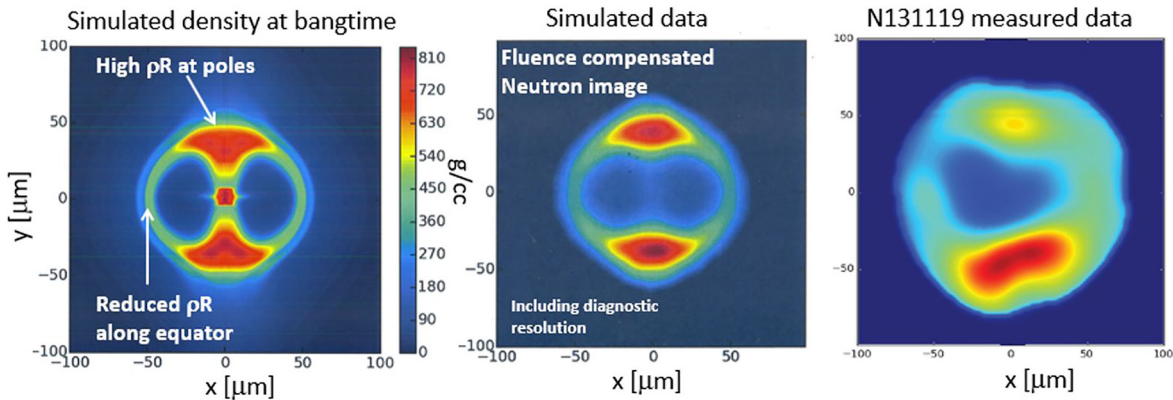 Simulated density at bangtime
100
50
0
−50
−100
y [μm]
−100
−50
0
50
100
x [μm]
High ρR at poles
Reduced ρR
along equator
810
720
630
540
450
360
270
180
90
0
g/cc
Simulated data
Fluence compensated
Neutron image
50
0
−50
−100
−50
0
50
x [μm]
Including diagnostic
resolution
N131119 measured data
100
50
0
−50
−100
−50
0
50
100
x [μm]